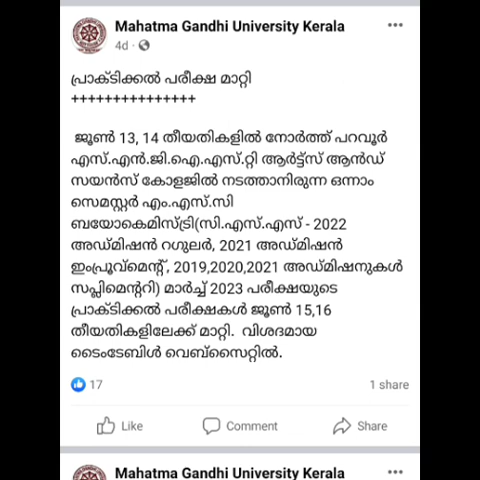 Mahatma Gandhi University Kerala
4d
പ്രാക്ടിക്കൽ പരീക്ഷ മാറ്റി
+++++++++++++++
ജൂൺ 13, 14 തീയതികളിൽ നോർത്ത് പറവൂർ
എസ്.എൻ.ജി.ഐ.എസ്.റ്റി ആർട്ട്സ് ആൻഡ്
സയൻസ് കോളജിൽ നടത്താനിരുന്ന ഒന്നാം
സെമസ്റ്റർ എം.എസ്.സി
ബയോകെമിസ്ട്രി(സി.എസ്.എസ് - 2022
അഡ്മിഷൻ റഗുലർ, 2021 അഡ്മിഷൻ
ഇംപ്രൂവ്മെന്റ്, 2019,2020,2021 അഡ്മിഷനുകൾ
സപ്ലിമെന്ററി) മാർച്ച് 2023 പരീക്ഷയുടെ
പ്രാക്ടിക്കൽ പരീക്ഷകൾ ജൂൺ 15,16
തീയതികളിലേക്ക് മാറ്റി. വിശദമായ
ടൈംടേബിൾ വെബ്സൈറ്റിൽ.
17
1 share
Like
Comment
Share
Mahatma Gandhi University Kerala